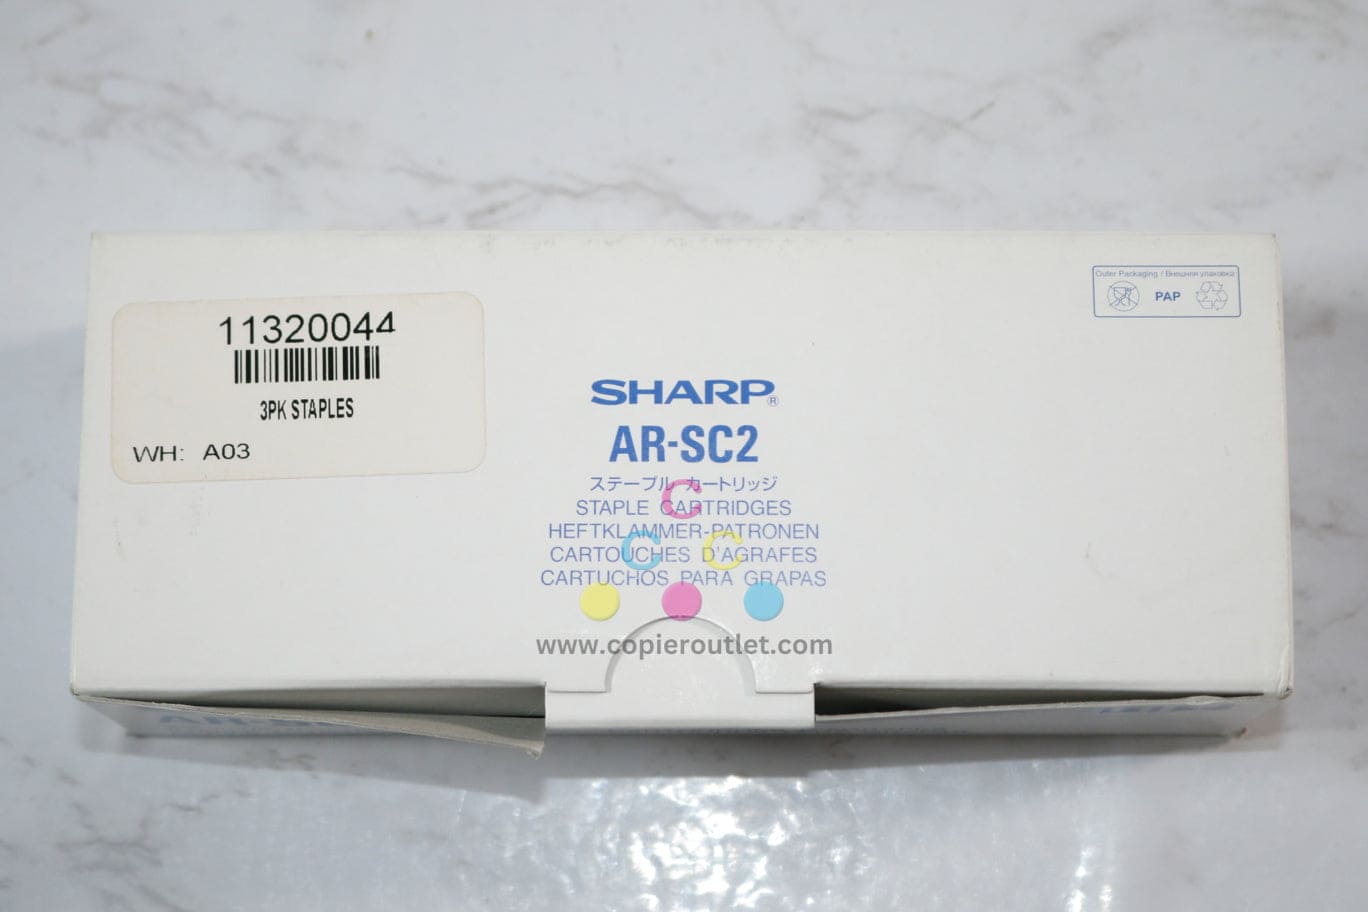 11320044
3PK STAPLES
WH: A03
Outer Packaging / Внешняя упаковка
PAP
SHARP®
AR-SC2
ステープル カートリッジ
STAPLE CARTRIDGES
HEFTKLAMMER-PATRONEN
CARTOUCHES D'AGRAFES
CARTUCHOS PARA GRAPAS
C
C C
www.copieroutlet.com